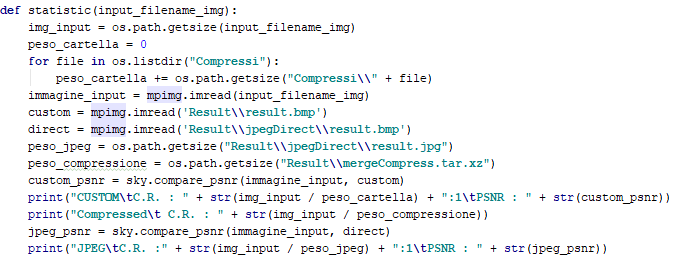 def statistic(input_filename_img):
    img_input = os.path.getsize(input_filename_img)
    peso_cartella = 0
    for file in os.listdir("Compressi"):
        peso_cartella += os.path.getsize("Compressi\\" + file)
    immagine_input = mpimg.imread(input_filename_img)
    custom = mpimg.imread('Result\\result.bmp')
    direct = mpimg.imread('Result\\jpegDirect\\result.bmp')
    peso_jpeg = os.path.getsize("Result\\jpegDirect\\result.jpg")
    peso_compressione = os.path.getsize("Result\\mergeCompress.tar.xz")
    custom_psnr = sky.compare_psnr(immagine_input, custom)
    print("CUSTOM\tC.R. : " + str(img_input / peso_cartella) + ":1\tPSNR : " + str(custom_psnr))
    print("Compressed\t C.R. : " + str(img_input / peso_compressione))
    jpeg_psnr = sky.compare_psnr(immagine_input, direct)
    print("JPEG\tC.R. :" + str(img_input / peso_jpeg) + ":1\tPSNR : " + str(jpeg_psnr))